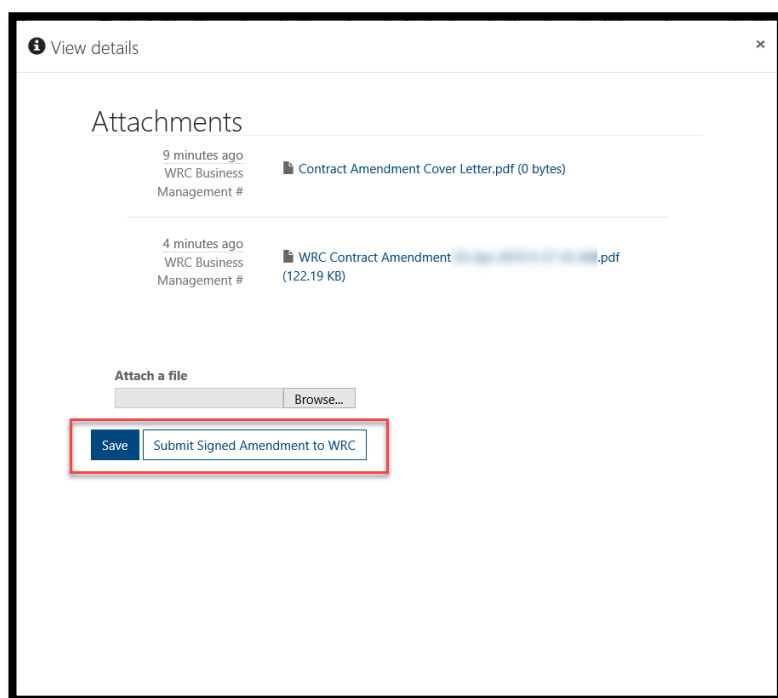 View details
×
Attachments
9 minutes ago
WRC Business
Management #
Contract Amendment Cover Letter.pdf (0 bytes)
4 minutes ago
WRC Business
Management #
WRC Contract Amendment .pdf
(122.19 KB)
Attach a file
Browse...
Save
Submit Signed Amendment to WRC